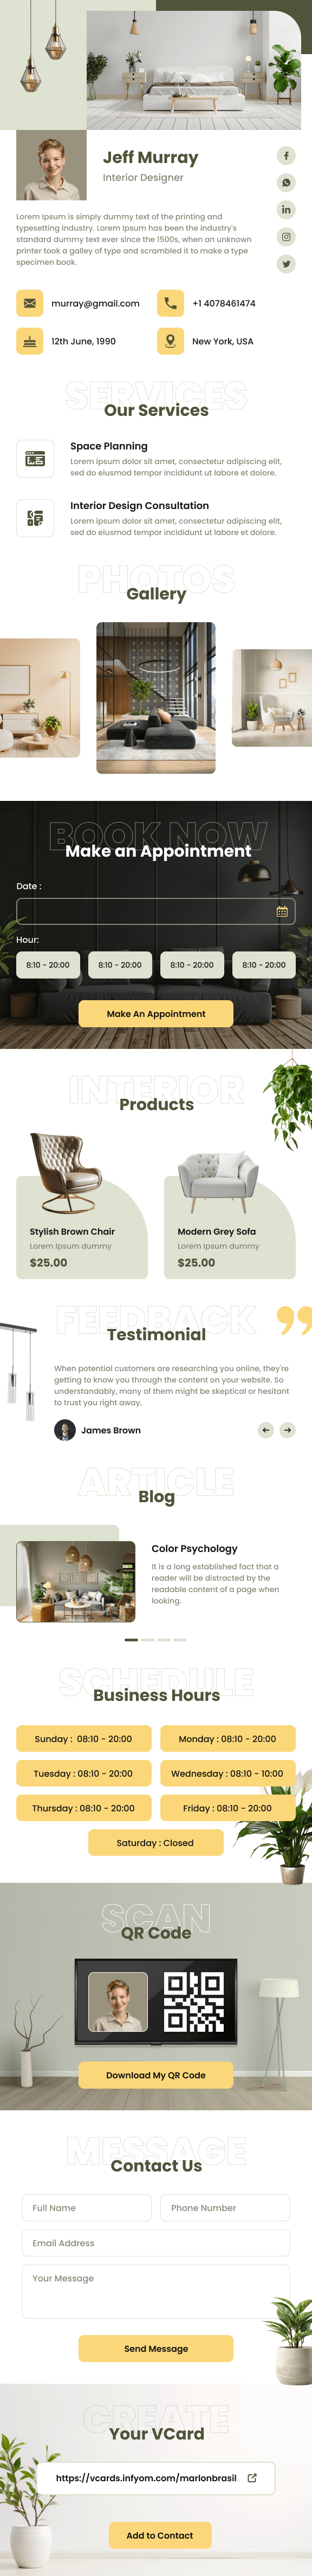 Jeff Murray
Interior Designer
Lorem Ipsum is simply dummy text of the printing and
typesetting industry. Lorem Ipsum has been the industry's
standard dummy text ever since the 1500s, when an unknown
printer took a galley of type and scrambled it to make a type
specimen book.
murray@gmail.com
+1 4078461474
12th June, 1990
New York, USA
SERVICES
Our Services
Space Planning
Lorem ipsum dolor sit amet, consectetur adipiscing elit,
sed do eiusmod tempor incididunt ut labore et dolore.
Interior Design Consultation
Lorem ipsum dolor sit amet, consectetur adipiscing elit,
sed do eiusmod tempor incididunt ut labore et dolore.
PHOTOS
Gallery
BOOK NOW
Make an Appointment
Date :
Hour:
8:10 - 20:00
8:10 - 20:00
8:10 - 20:00
8:10 - 20:00
Make An Appointment
INTERIOR
Products
Stylish Brown Chair
Lorem Ipsum dummy
$25.00
Modern Grey Sofa
Lorem Ipsum dummy
$25.00
FEEDBACK
Testimonial
When potential customers are researching you online, they're
getting to know you through the content on your website. So
understandably, many of them might be skeptical or hesitant
to trust you right away.
James Brown
ARTICLE
Blog
Color Psychology
It is a long established fact that a
reader will be distracted by the
readable content of a page when
looking.
SCHEDULE
Business Hours
Sunday : 08:10 - 20:00
Monday : 08:10 - 20:00
Tuesday : 08:10 - 20:00
Wednesday : 08:10 - 10:00
Thursday : 08:10 - 20:00
Friday : 08:10 - 20:00
Saturday : Closed
SCAN
QR Code
Download My QR Code
MESSAGE
Contact Us
Full Name
Phone Number
Email Address
Your Message
Send Message
CREATE
Your VCard
https://vcards.infyom.com/marlonbrasil
Add to Contact